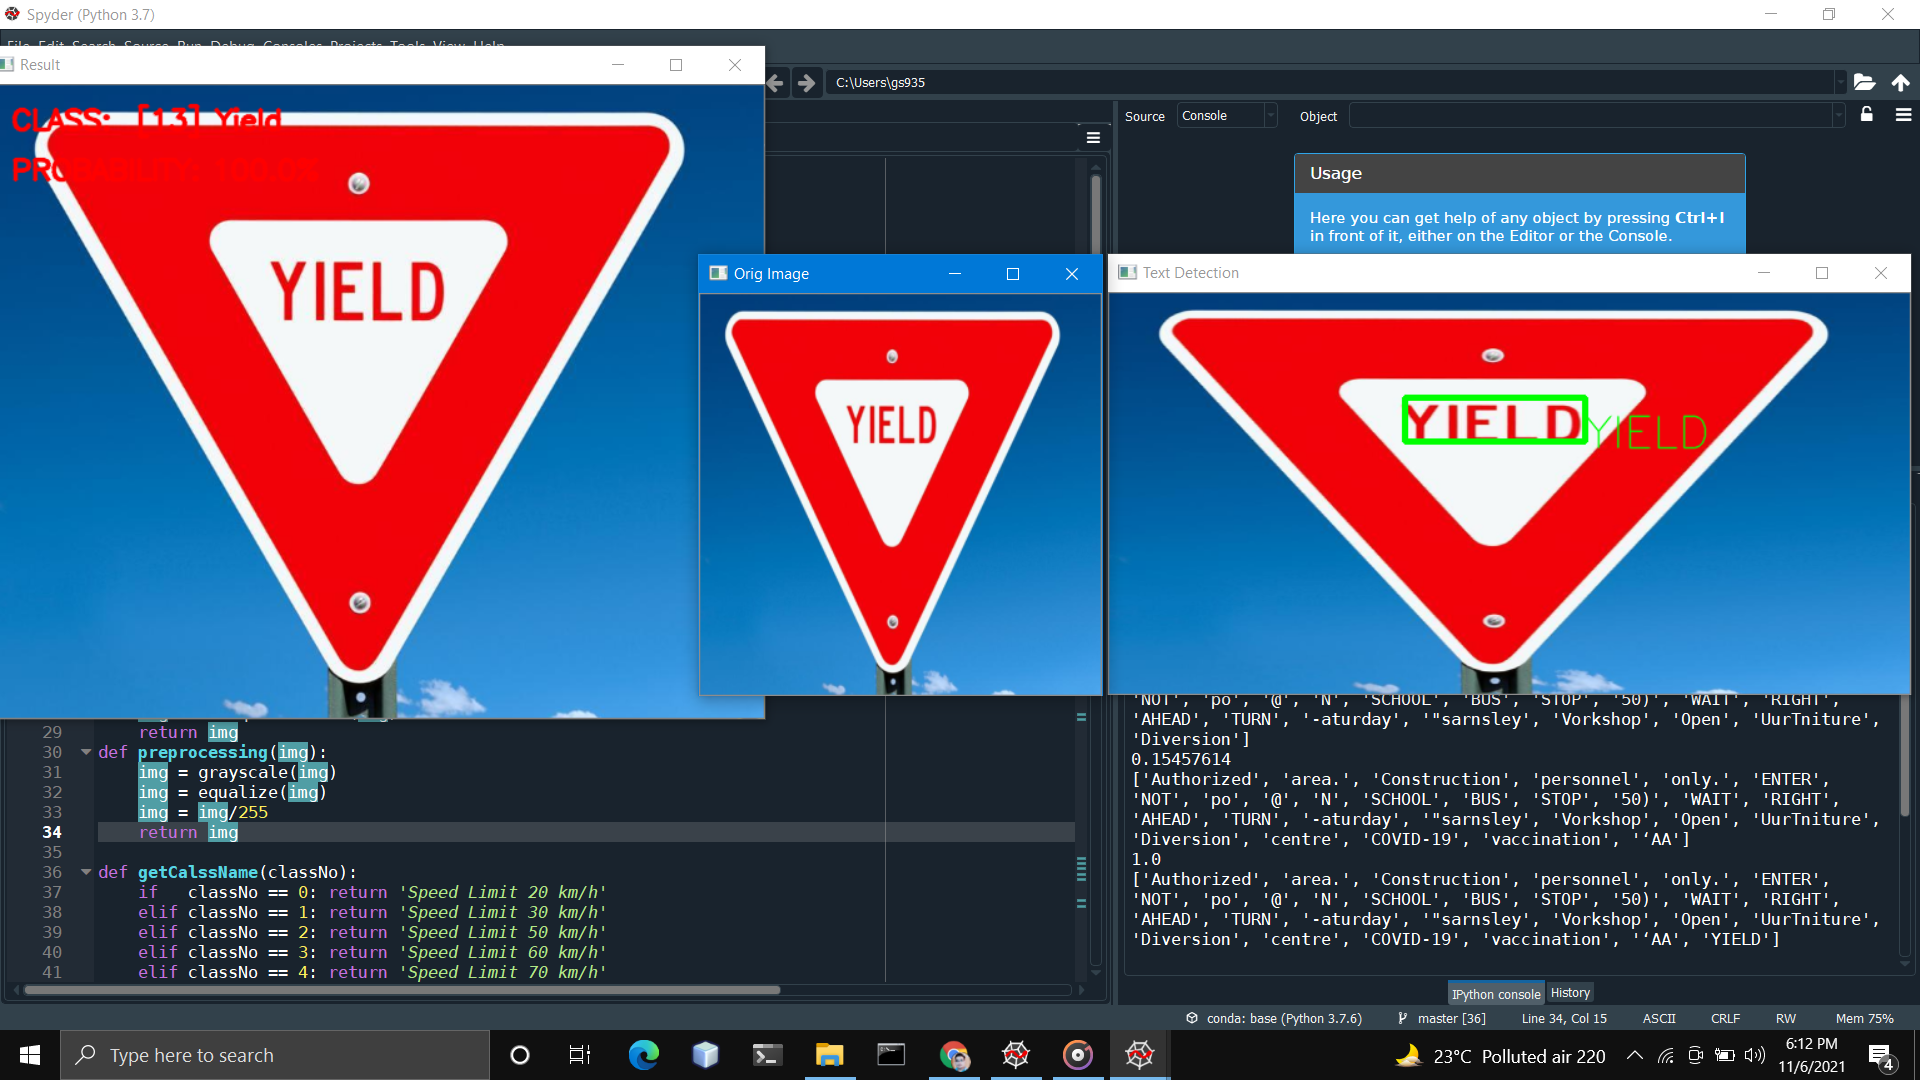 Spyder (Python 3.7)
File Edit Search Source Run Debug Consoles Projects Tools View Help
Result
C:\Users\gs935
CLASS: [13] Yield
PROBABILITY: 100.0%
YIELD
Source Console Object
Usage
Here you can get help of any object by pressing Ctrl+I
in front of it, either on the Editor or the Console.
Orig Image
YIELD
Text Detection
YIELD YIELD
29 return img
30 def preprocessing(img):
31 img = grayscale(img)
32 img = equalize(img)
33 img = img/255
34 return img
35
36 def getCalssName(classNo):
37 if classNo == 0: return 'Speed Limit 20 km/h'
38 elif classNo == 1: return 'Speed Limit 30 km/h'
39 elif classNo == 2: return 'Speed Limit 50 km/h'
40 elif classNo == 3: return 'Speed Limit 60 km/h'
41 elif classNo == 4: return 'Speed Limit 70 km/h'
'NOT', 'po', '@', 'N', 'SCHOOL', 'BUS', 'STOP', '50)', 'WAIT', 'RIGHT',
'AHEAD', 'TURN', '-aturday', '"sarnsley', 'Vorkshop', 'Open', 'UurTniture',
'Diversion']
0.15457614
['Authorized', 'area.', 'Construction', 'personnel', 'only.', 'ENTER',
'NOT', 'po', '@', 'N', 'SCHOOL', 'BUS', 'STOP', '50)', 'WAIT', 'RIGHT',
'AHEAD', 'TURN', '-aturday', '"sarnsley', 'Vorkshop', 'Open', 'UurTniture',
'Diversion', 'centre', 'COVID-19', 'vaccination', '‘AA']
1.0
['Authorized', 'area.', 'Construction', 'personnel', 'only.', 'ENTER',
'NOT', 'po', '@', 'N', 'SCHOOL', 'BUS', 'STOP', '50)', 'WAIT', 'RIGHT',
'AHEAD', 'TURN', '-aturday', '"sarnsley', 'Vorkshop', 'Open', 'UurTniture',
'Diversion', 'centre', 'COVID-19', 'vaccination', '‘AA', 'YIELD']
IPython console History
conda: base (Python 3.7.6) master [36] Line 34, Col 15 ASCII CRLF RW Mem 75%
Type here to search
23°C Polluted air 220
6:12 PM
11/6/2021
4